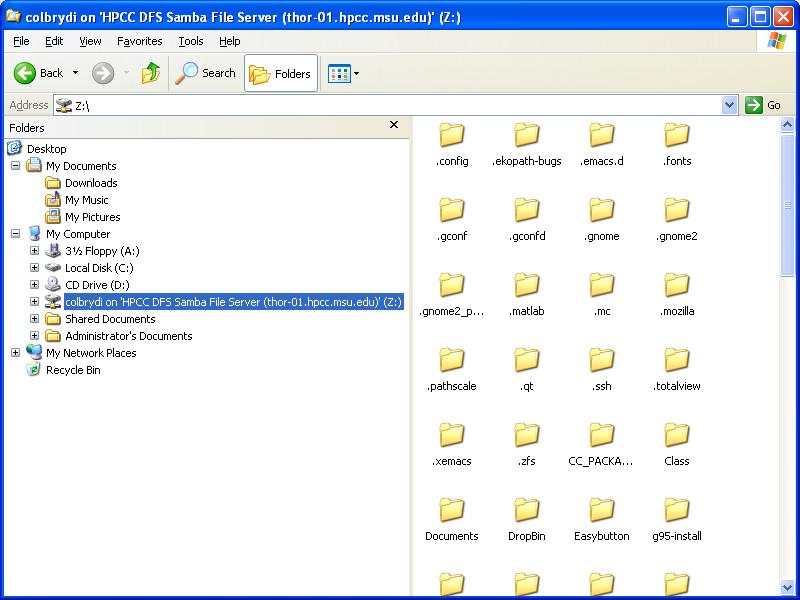 colbrydi on 'HPCC DFS Samba File Server (thor-01.hpcc.msu.edu)' (Z:)
File Edit View Favorites Tools Help
Back Search Folders
Address Z:\ Go
Folders
Desktop
My Documents
Downloads
My Music
My Pictures
My Computer
3½ Floppy (A:)
Local Disk (C:)
CD Drive (D:)
colbrydi on 'HPCC DFS Samba File Server (thor-01.hpcc.msu.edu)' (Z:)
Shared Documents
Administrator's Documents
My Network Places
Recycle Bin
.config .ekopath-bugs .emacs.d .fonts
.gconf .gconfd .gnome .gnome2
.gnome2_p... .matlab .mc .mozilla
.pathscale .qt .ssh .totalview
.xemacs .zfs CC_PACKA... Class
Documents DropBin Easybutton g95-install